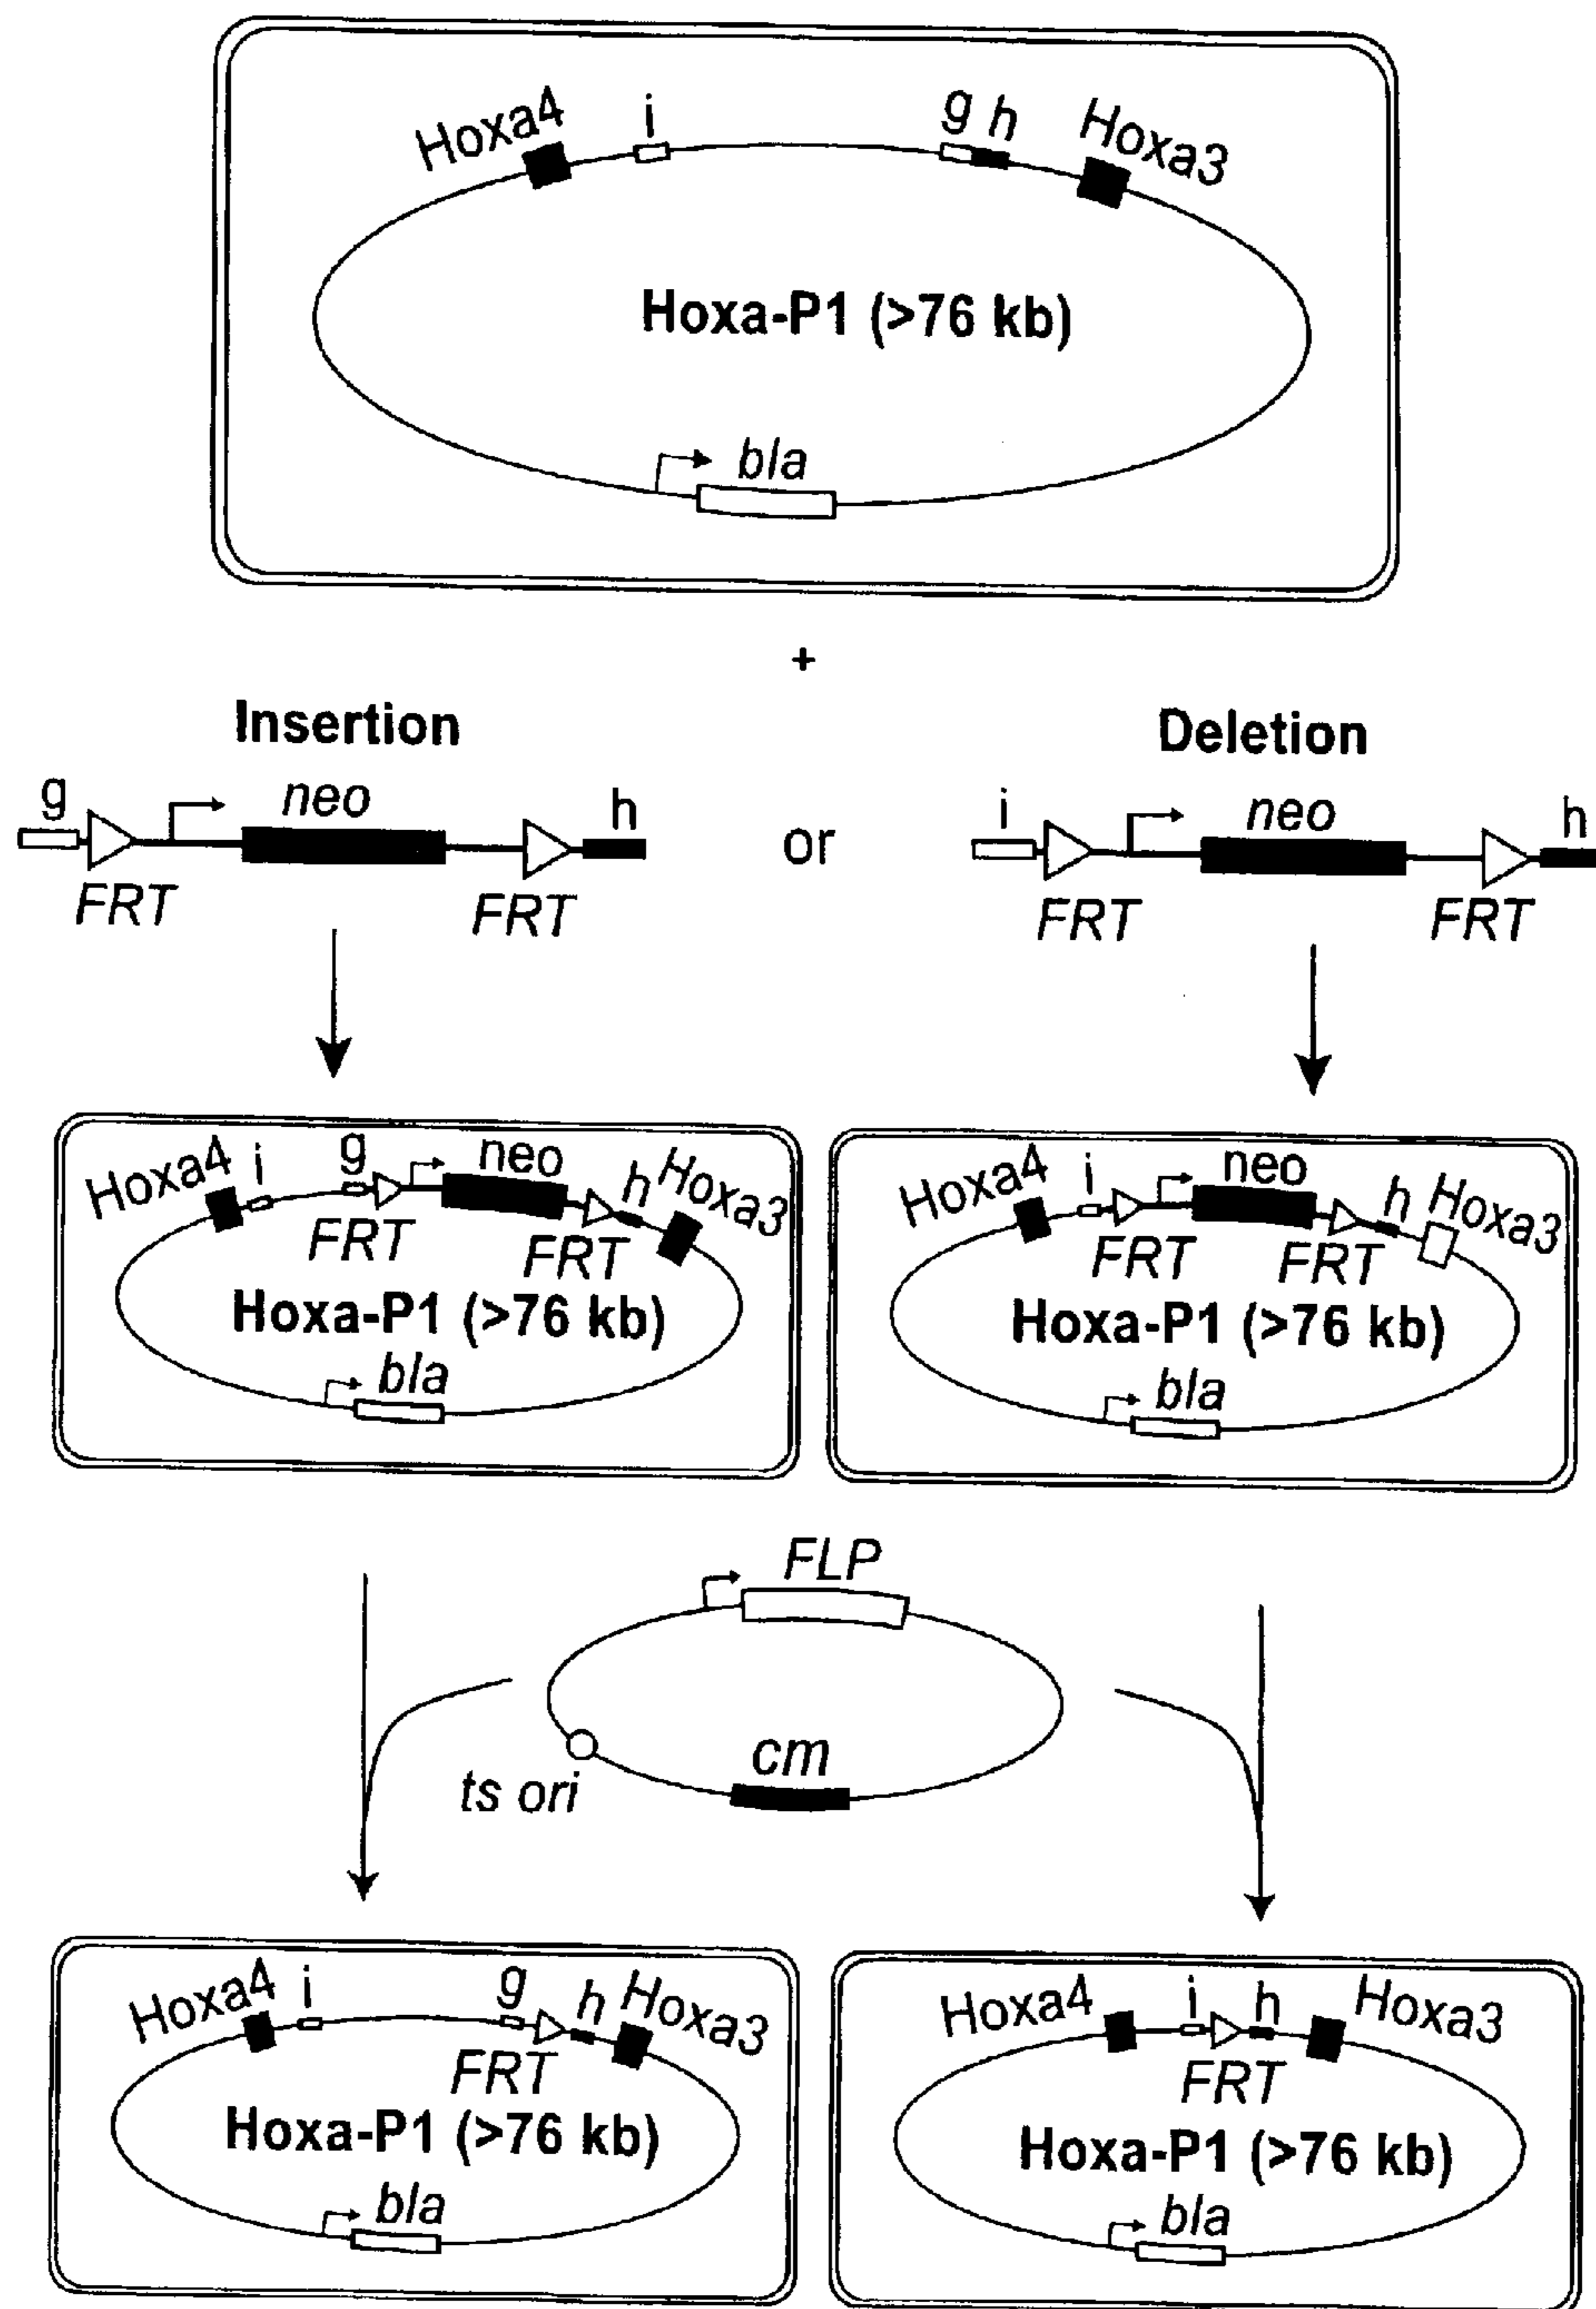 Hoxa4 i g h Hoxa3
Hoxa-P1 (>76 kb)
bla
+
Insertion
Deletion
g neo h
or
i neo h
FRT FRT
FRT FRT
Hoxa4 i g neo h Hoxa3
FRT FRT
Hoxa-P1 (>76 kb)
bla
Hoxa4 i neo h Hoxa3
FRT FRT
Hoxa-P1 (>76 kb)
bla
FLP
ts ori
cm
Hoxa4 i g h Hoxa3
FRT
Hoxa-P1 (>76 kb)
bla
Hoxa4 i h Hoxa3
FRT
Hoxa-P1 (>76 kb)
bla